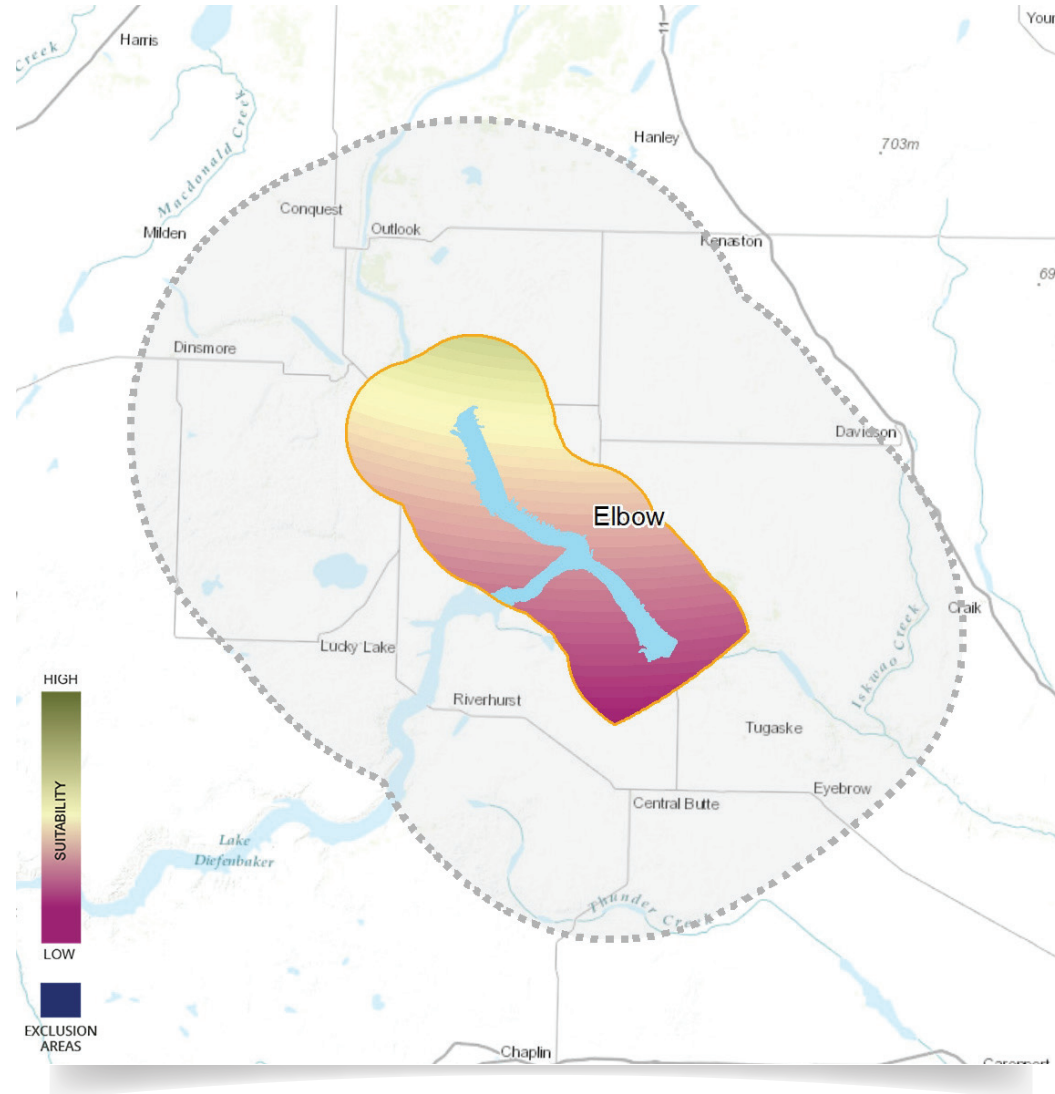 Harris
11
Your
Creek
Macdonald Creek
Hanley
703m
Conquest
Milden
Outlook
Kenaston
69
Dinsmore
Davidson
Elbow
Craik
Iskwao Creek
Lucky Lake
HIGH
Riverhurst
Tugaske
SUITABILITY
Eyebrow
Central Butte
Lake
Diefenbaker
Thunder Creek
LOW
EXCLUSION
AREAS
Chaplin